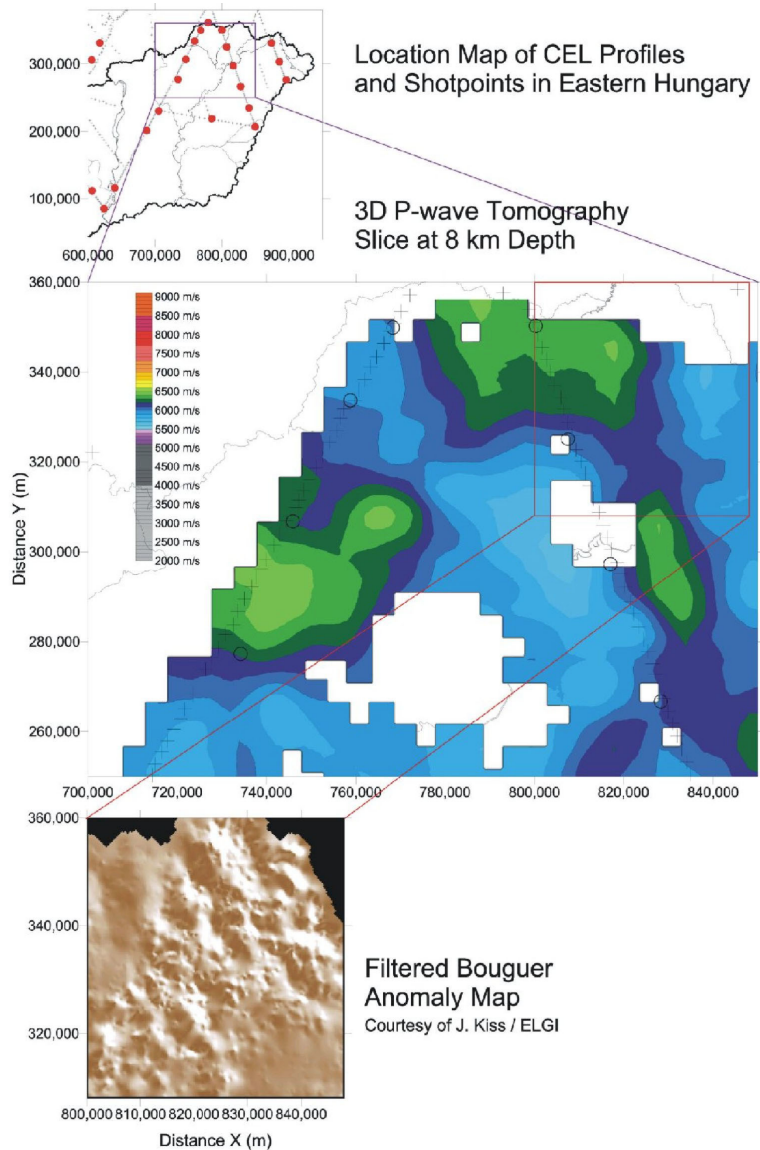 Location Map of CEL Profiles
and Shotpoints in Eastern Hungary
300,000
200,000
100,000
600,000 700,000 800,000 900,000
3D P-wave Tomography
Slice at 8 km Depth
360,000
340,000
320,000
300,000
280,000
260,000
Distance Y (m)
9000 m/s
8500 m/s
8000 m/s
7500 m/s
7000 m/s
6500 m/s
6000 m/s
5500 m/s
5000 m/s
4500 m/s
4000 m/s
3500 m/s
3000 m/s
2500 m/s
2000 m/s
700,000 720,000 740,000 760,000 780,000 800,000 820,000 840,000
360,000
340,000
320,000
800,000 810,000 820,000 830,000 840,000
Distance X (m)
Filtered Bouguer
Anomaly Map
Courtesy of J. Kiss / ELGI